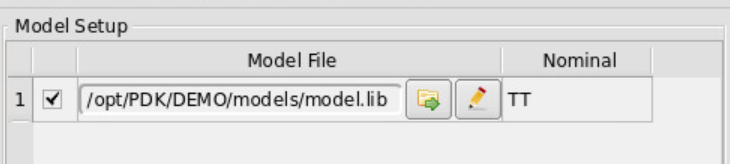 Model Setup
Model File Nominal
1 /opt/PDK/DEMO/models/model.lib TT